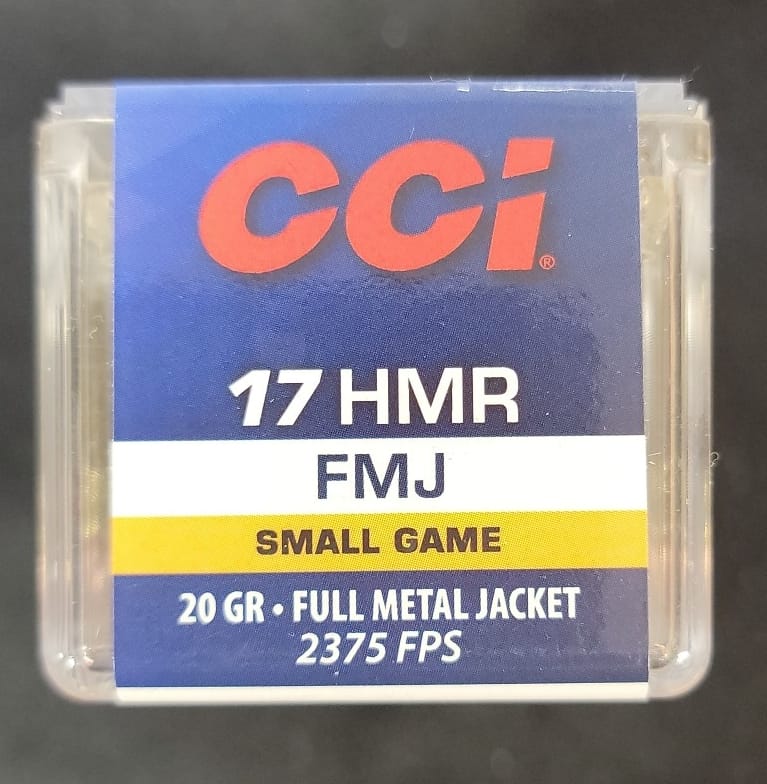 CCI®
17 HMR
FMJ
SMALL GAME
20 GR • FULL METAL JACKET
2375 FPS